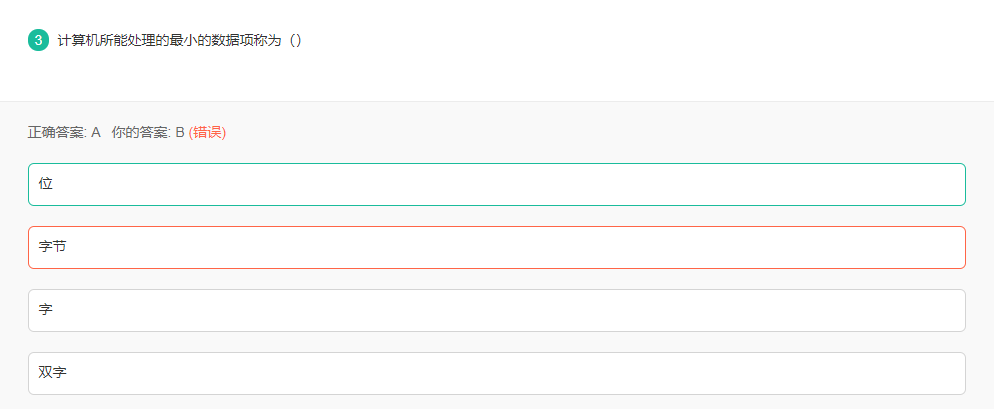 3 计算机所能处理的最小的数据项称为（）
正确答案: A 你的答案: B (错误)
位
字节
字
双字